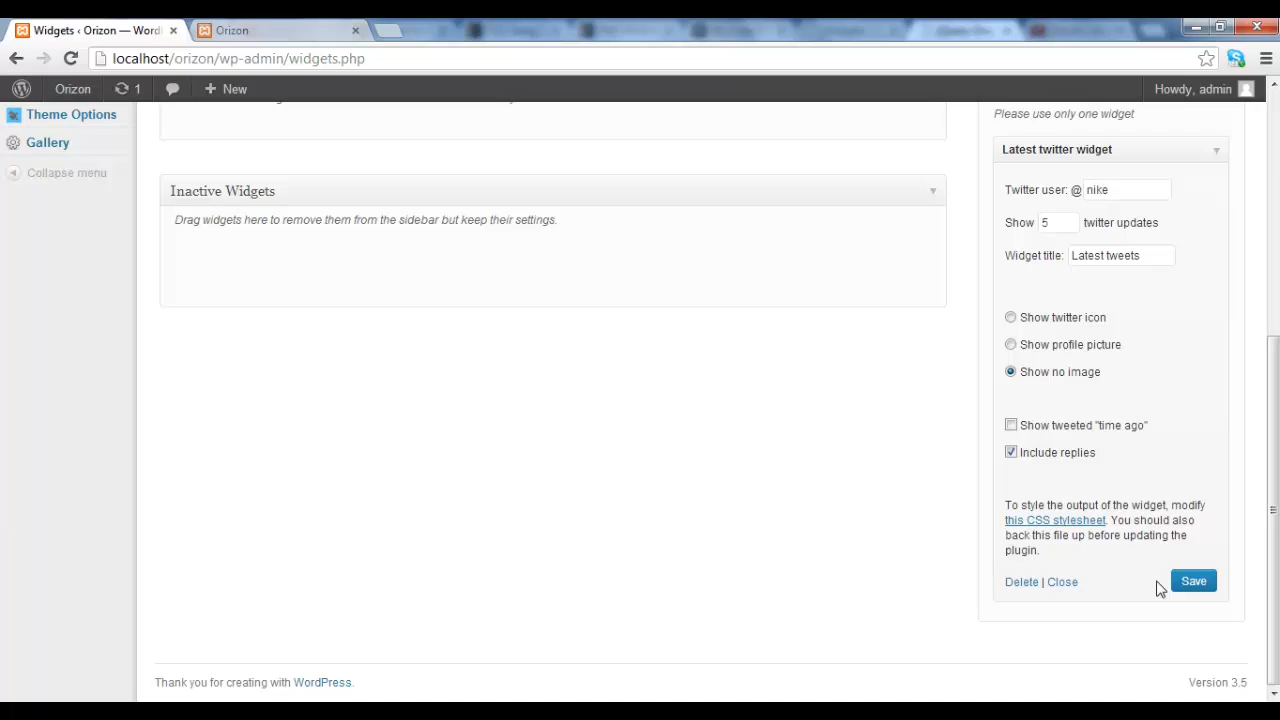 Widgets ‹ Orizon — Word
Orizon
localhost/orizon/wp-admin/widgets.php
Orizon
1
New
Howdy, admin
Theme Options
Gallery
Collapse menu
Inactive Widgets
Drag widgets here to remove them from the sidebar but keep their settings.
Please use only one widget
Latest twitter widget
Twitter user: @ nike
Show 5 twitter updates
Widget title: Latest tweets
Show twitter icon
Show profile picture
Show no image
Show tweeted "time ago"
Include replies
To style the output of the widget, modify
this CSS stylesheet. You should also
back this file up before updating the
plugin.
Delete | Close
Save
Thank you for creating with WordPress.
Version 3.5